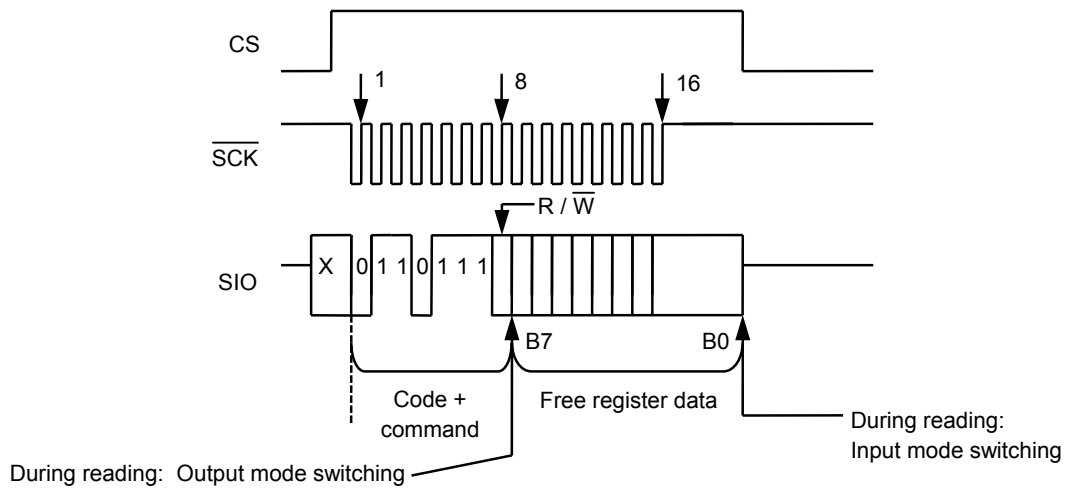 CS
1 8 16
S̅C̅K̅
R / W̅
SIO X 0 1 1 0 1 1 1
B7 B0
Code +
command
Free register data
During reading:
Input mode switching
During reading: Output mode switching